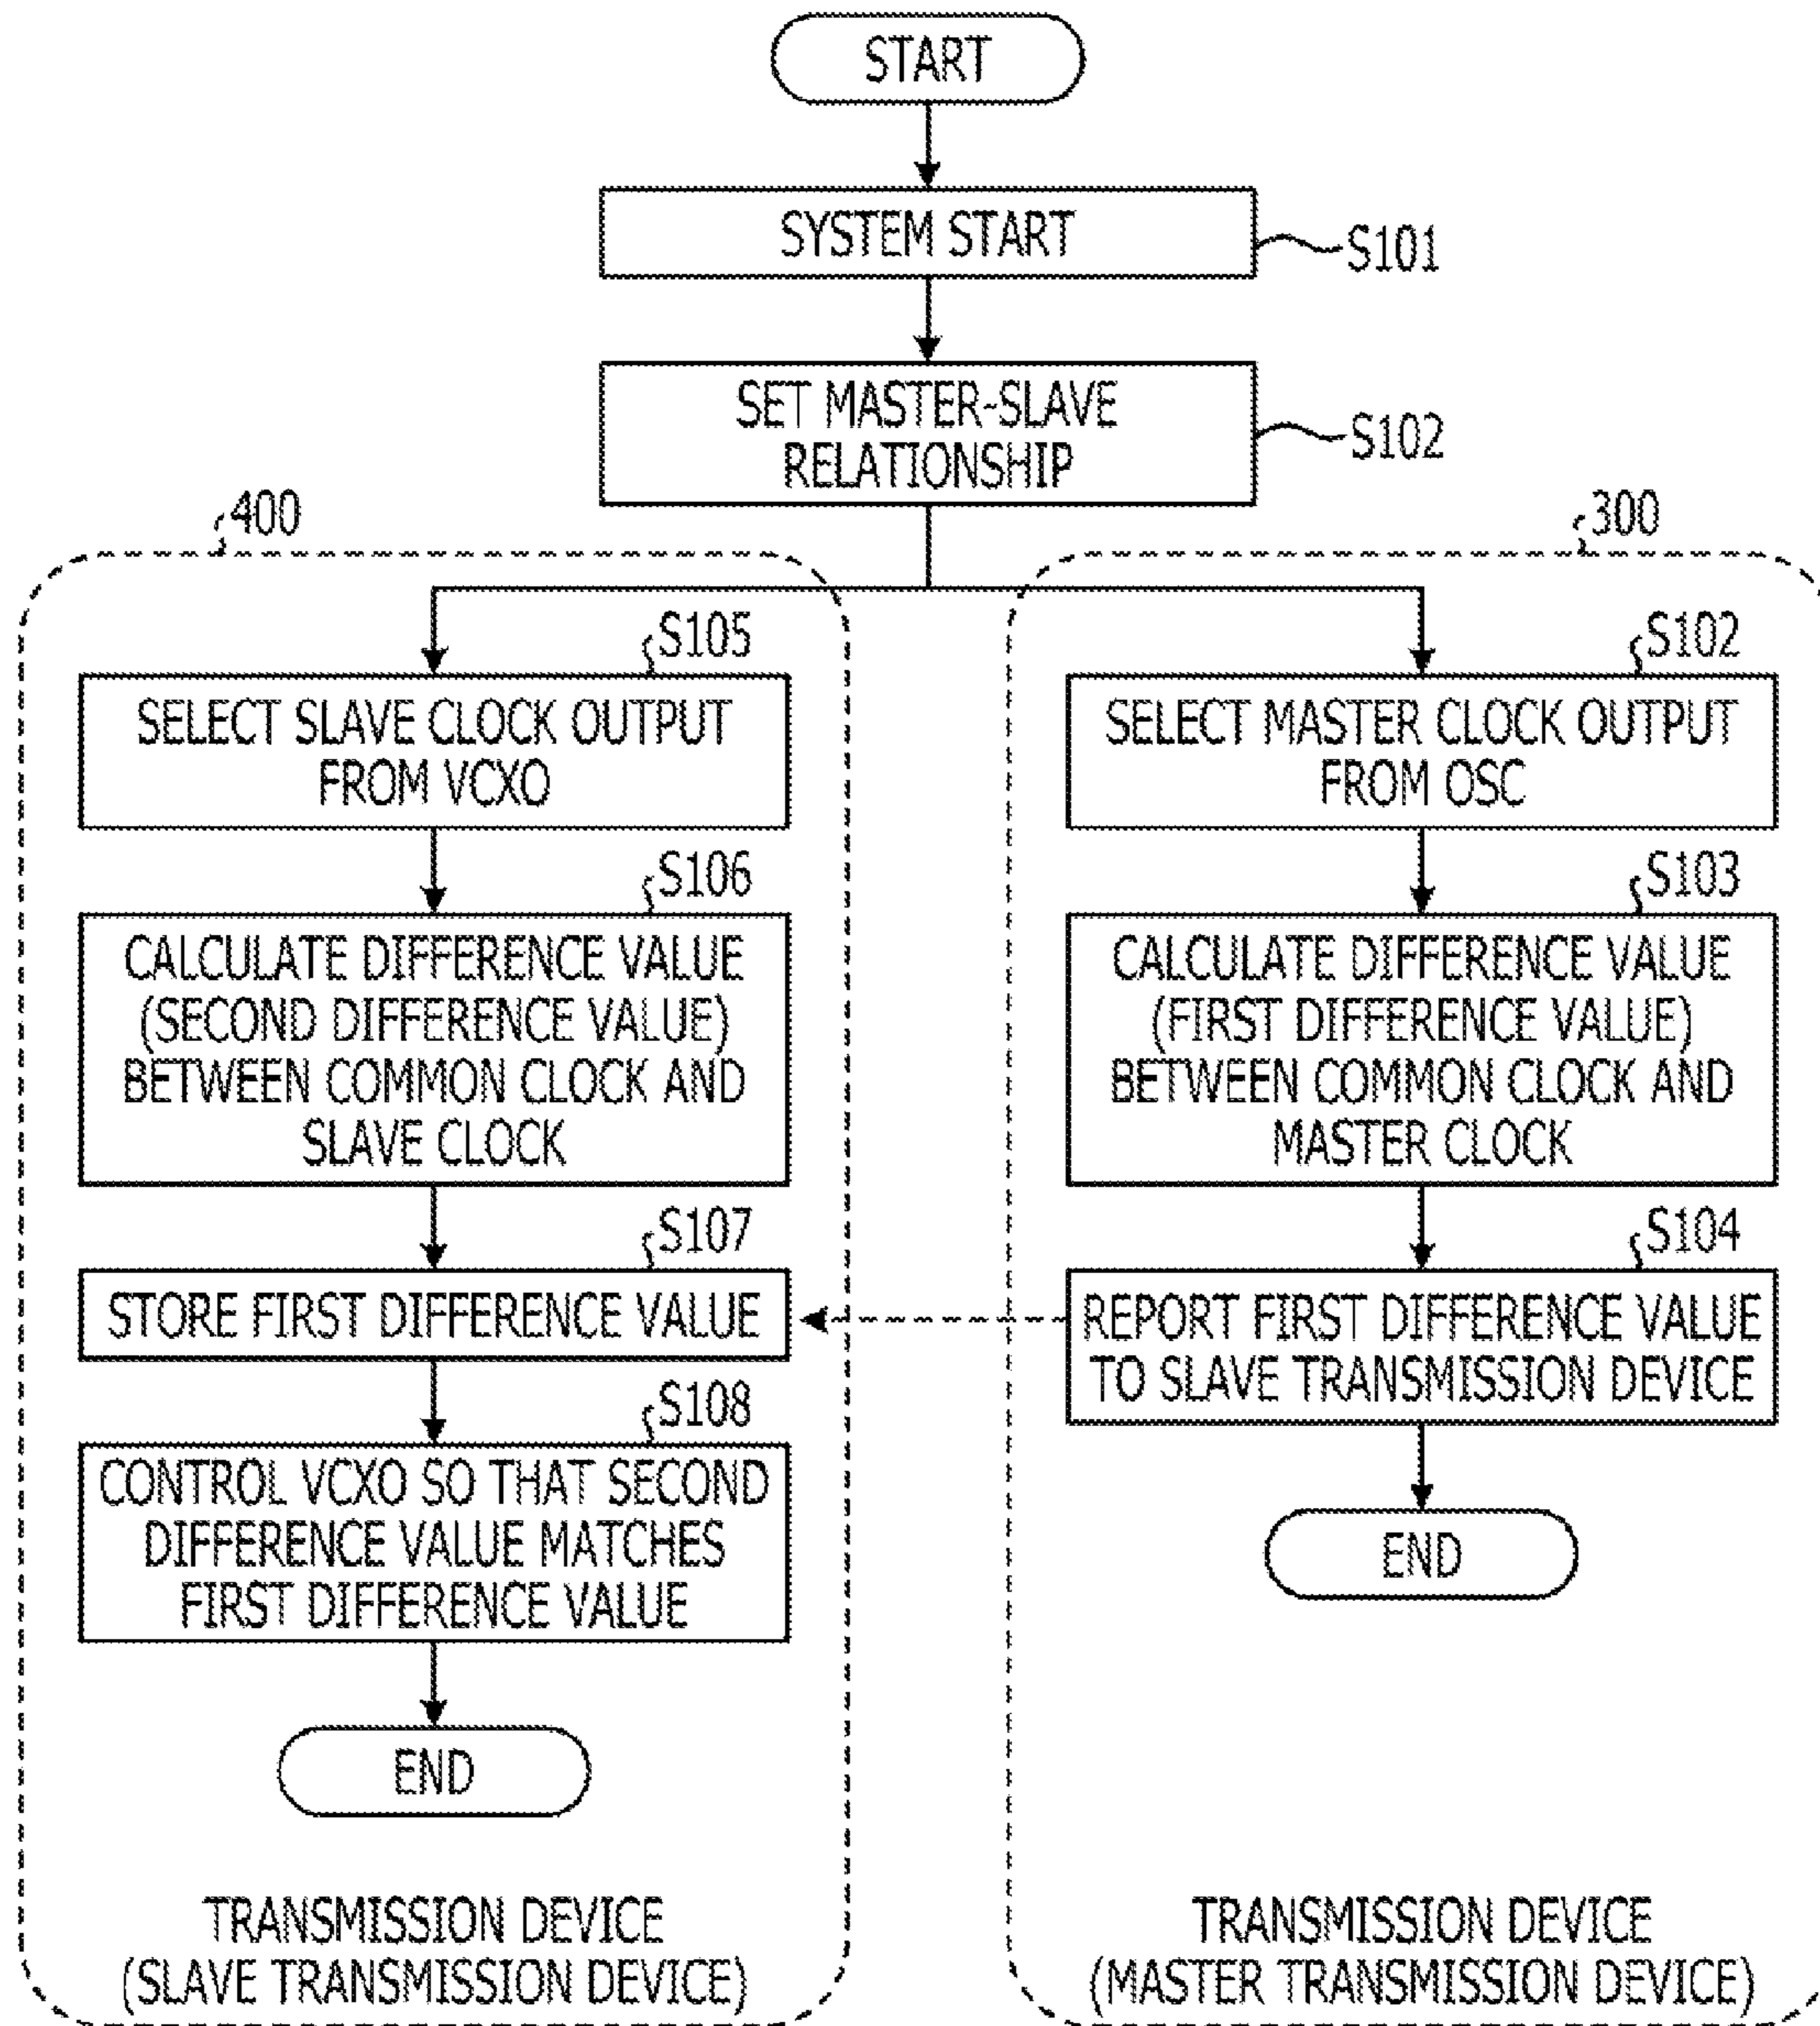 START
SYSTEM START
S101
SET MASTER-SLAVE
RELATIONSHIP
S102
400
S105
SELECT SLAVE CLOCK OUTPUT
FROM VCXO
S106
CALCULATE DIFFERENCE VALUE
(SECOND DIFFERENCE VALUE)
BETWEEN COMMON CLOCK AND
SLAVE CLOCK
S107
STORE FIRST DIFFERENCE VALUE
S108
CONTROL VCXO SO THAT SECOND
DIFFERENCE VALUE MATCHES
FIRST DIFFERENCE VALUE
END
TRANSMISSION DEVICE
(SLAVE TRANSMISSION DEVICE)
300
S102
SELECT MASTER CLOCK OUTPUT
FROM OSC
S103
CALCULATE DIFFERENCE VALUE
(FIRST DIFFERENCE VALUE)
BETWEEN COMMON CLOCK AND
MASTER CLOCK
S104
REPORT FIRST DIFFERENCE VALUE
TO SLAVE TRANSMISSION DEVICE
END
TRANSMISSION DEVICE
(MASTER TRANSMISSION DEVICE)